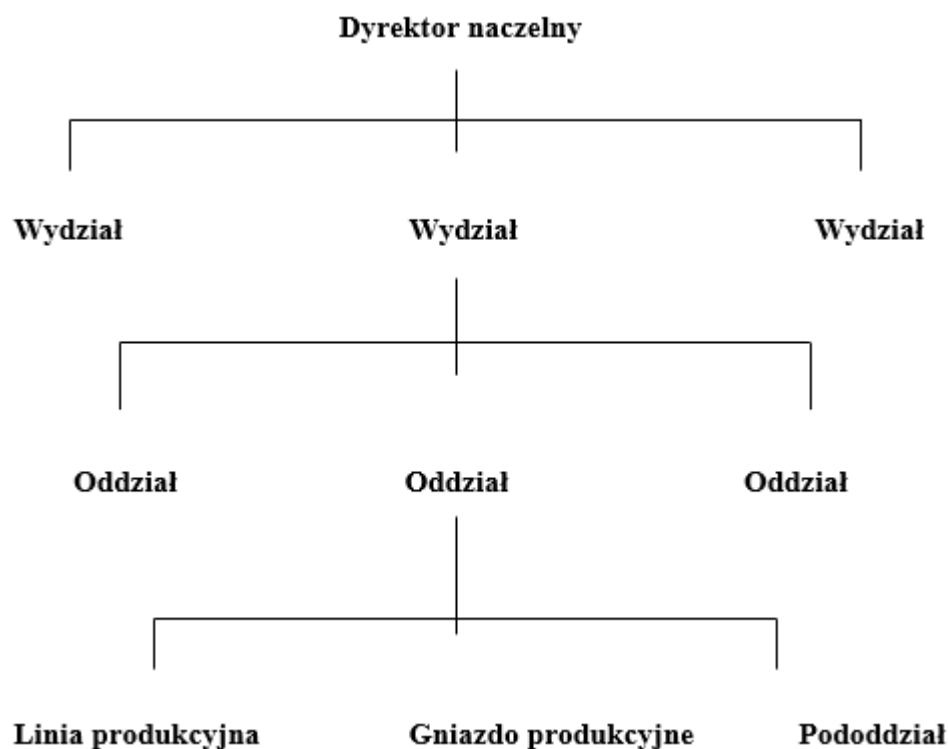 Dyrektor naczelny
Wydział Wydział Wydział
Oddział Oddział Oddział
Linia produkcyjna Gniazdo produkcyjne Pododdział